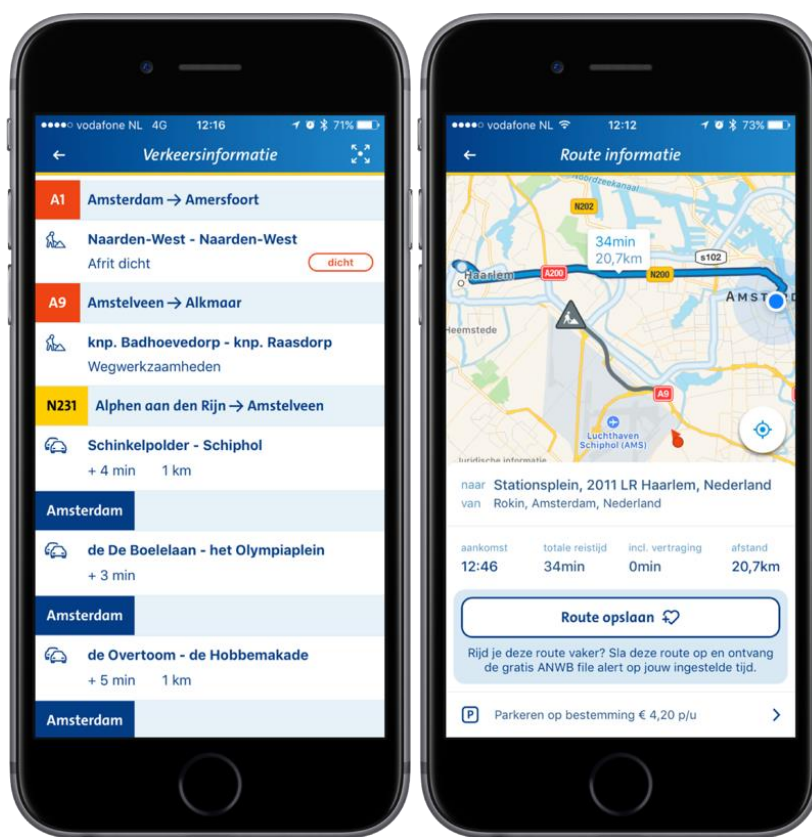 vodafone NL 4G 12:16 71%
Verkeersinformatie
A1 Amsterdam → Amersfoort
Naarden-West - Naarden-West
Afrit dicht dicht
A9 Amstelveen → Alkmaar
knp. Badhoevedorp - knp. Raasdorp
Wegwerkzaamheden
N231 Alphen aan den Rijn → Amstelveen
Schinkelpolder - Schiphol
+ 4 min 1 km
Amsterdam
de De Boelelaan - het Olympiaplein
+ 3 min
Amsterdam
de Overtoom - de Hobbemakade
+ 5 min 1 km
Amsterdam
vodafone NL 12:12 73%
Route informatie
Noordzeekanaal
N202
34min
20,7km
s102
Haarlem
A200
N200
AMST
Heemstede
A9
Luchthaven
Schiphol (AMS)
Juridische informatie
naar Stationsplein, 2011 LR Haarlem, Nederland
van Rokin, Amsterdam, Nederland
aankomst totale reistijd incl. vertraging afstand
12:46 34min 0min 20,7km
Route opslaan
Rijd je deze route vaker? Sla deze route op en ontvang
de gratis ANWB file alert op jouw ingestelde tijd.
P Parkeren op bestemming € 4,20 p/u